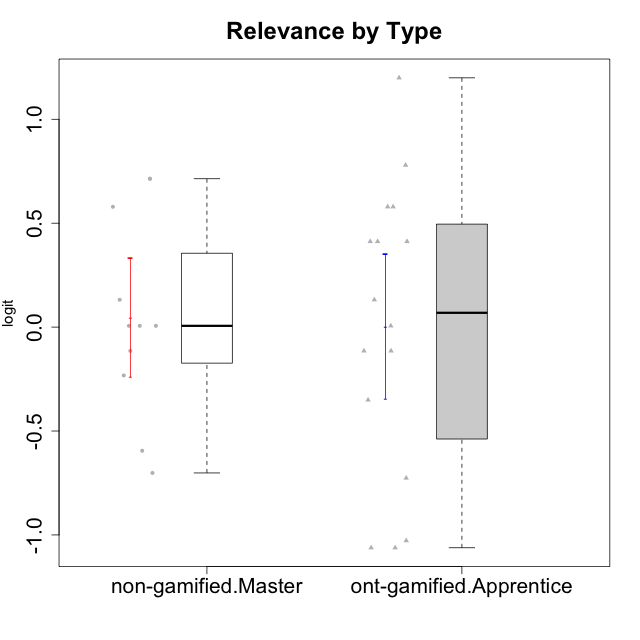 Relevance by Type
logit
1.0
0.5
0.0
-0.5
-1.0
non-gamified.Master
ont-gamified.Apprentice